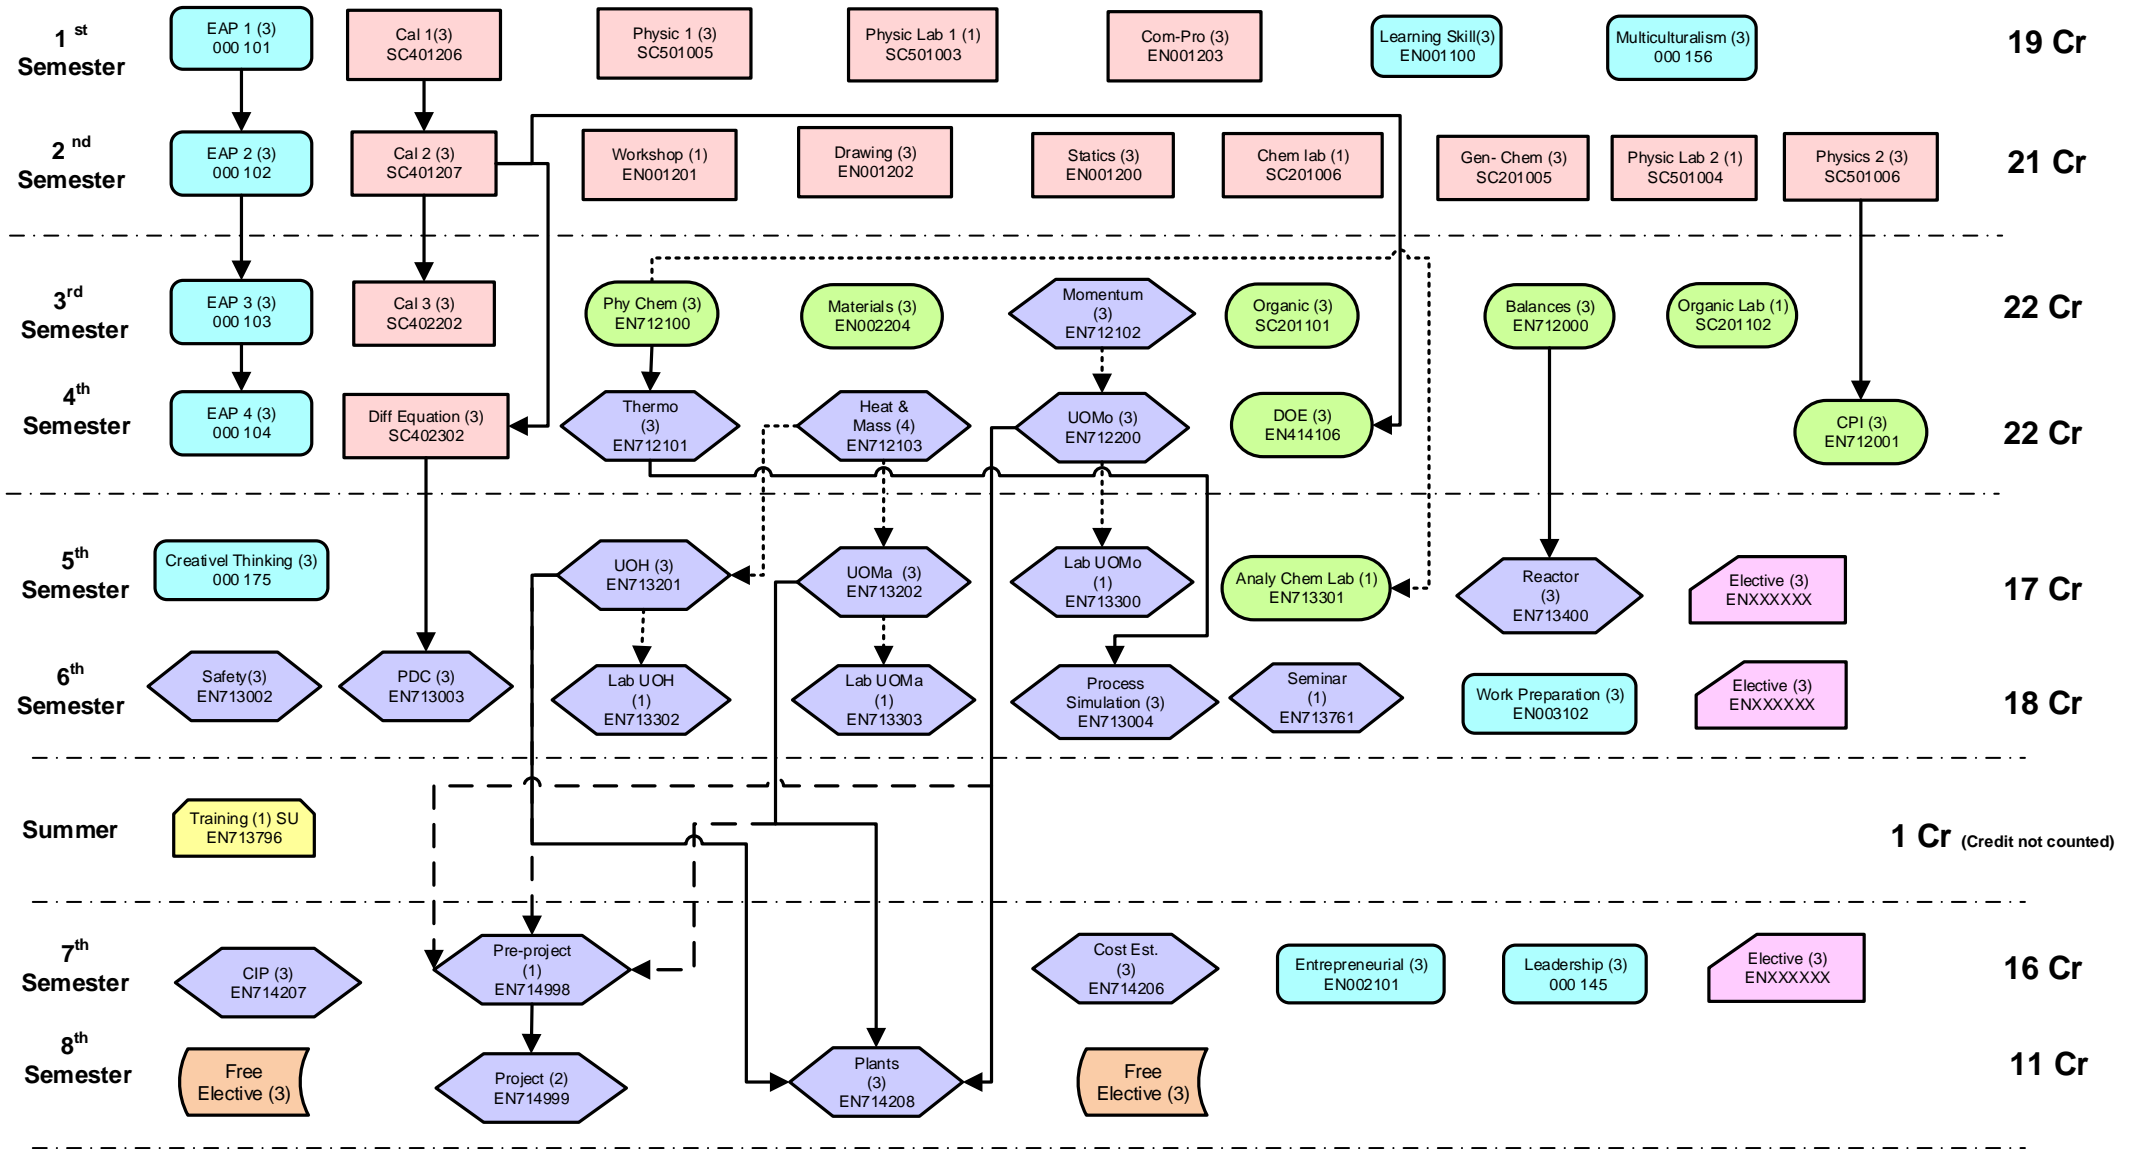 1 st
Semester
EAP 1 (3)
000 101
Cal 1(3)
SC401206
Physic 1 (3)
SC501005
Physic Lab 1 (1)
SC501003
Com-Pro (3)
EN001203
Learning Skill(3)
EN001100
Multiculturalism (3)
000 156
19 Cr
2 nd
Semester
EAP 2 (3)
000 102
Cal 2 (3)
SC401207
Workshop (1)
EN001201
Drawing (3)
EN001202
Statics (3)
EN001200
Chem lab (1)
SC201006
Gen- Chem (3)
SC201005
Physic Lab 2 (1)
SC501004
Physics 2 (3)
SC501006
21 Cr
3rd
Semester
EAP 3 (3)
000 103
Cal 3 (3)
SC402202
Phy Chem (3)
EN712100
Materials (3)
EN002204
Momentum
(3)
EN712102
Organic (3)
SC201101
Balances (3)
EN712000
Organic Lab (1)
SC201102
22 Cr
4th
Semester
EAP 4 (3)
000 104
Diff Equation (3)
SC402302
Thermo
(3)
EN712101
Heat &
Mass (4)
EN712103
UOMo (3)
EN712200
DOE (3)
EN414106
CPI (3)
EN712001
22 Cr
5th
Semester
Creativel Thinking (3)
000 175
UOH (3)
EN713201
UOMa (3)
EN713202
Lab UOMo
(1)
EN713300
Analy Chem Lab (1)
EN713301
Reactor
(3)
EN713400
Elective (3)
ENXXXXXX
17 Cr
6th
Semester
Safety(3)
EN713002
PDC (3)
EN713003
Lab UOH
(1)
EN713302
Lab UOMa
(1)
EN713303
Process
Simulation (3)
EN713004
Seminar
(1)
EN713761
Work Preparation (3)
EN003102
Elective (3)
ENXXXXXX
18 Cr
Summer
Training (1) SU
EN713796
1 Cr (Credit not counted)
7th
Semester
CIP (3)
EN714207
Pre-project
(1)
EN714998
Cost Est.
(3)
EN714206
Entrepreneurial (3)
EN002101
Leadership (3)
000 145
Elective (3)
ENXXXXXX
16 Cr
8th
Semester
Free
Elective (3)
Project (2)
EN714999
Plants
(3)
EN714208
Free
Elective (3)
11 Cr